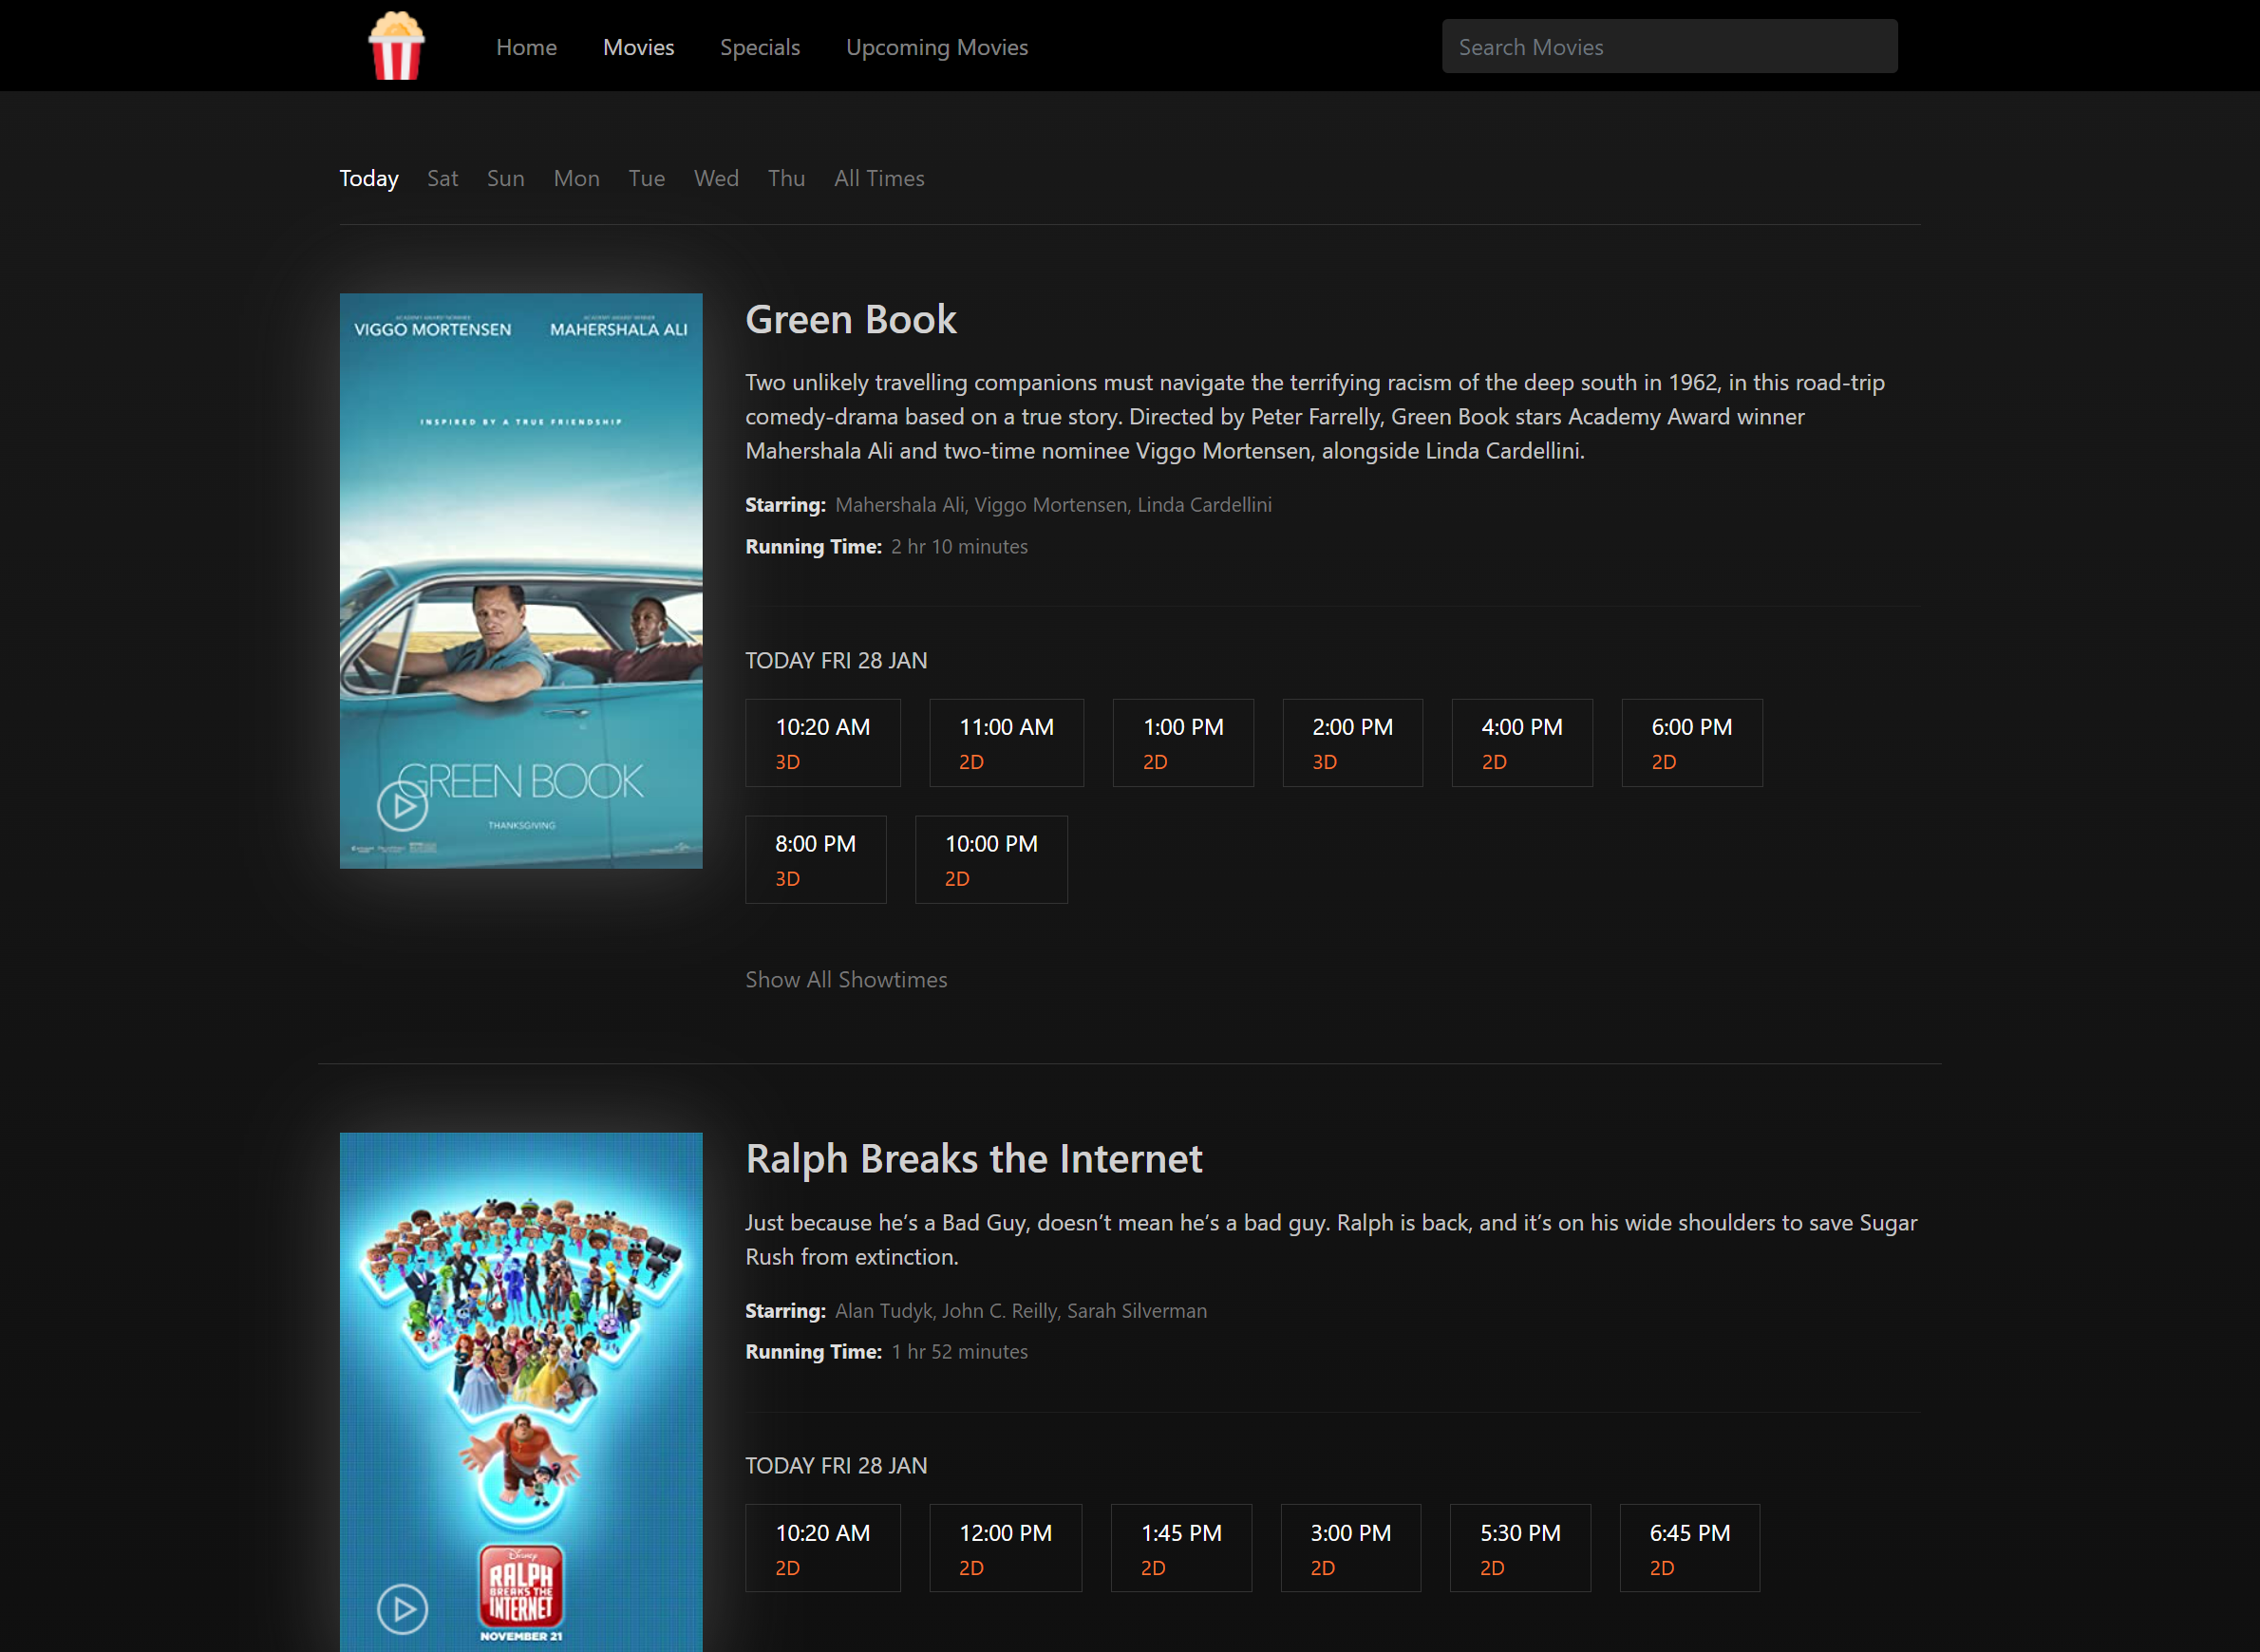 Home Movies Specials Upcoming Movies Search Movies
Today Sat Sun Mon Tue Wed Thu All Times
VIGGO MORTENSEN MAHERSHALA ALI
INSPIRED BY A TRUE FRIENDSHIP
GREEN BOOK
THANKSGIVING
Green Book
Two unlikely travelling companions must navigate the terrifying racism of the deep south in 1962, in this road-trip
comedy-drama based on a true story. Directed by Peter Farrelly, Green Book stars Academy Award winner
Mahershala Ali and two-time nominee Viggo Mortensen, alongside Linda Cardellini.
Starring: Mahershala Ali, Viggo Mortensen, Linda Cardellini
Running Time: 2 hr 10 minutes
TODAY FRI 28 JAN
10:20 AM 11:00 AM 1:00 PM 2:00 PM 4:00 PM 6:00 PM
3D 2D 2D 3D 2D 2D
8:00 PM 10:00 PM
3D 2D
Show All Showtimes
Disney
RALPH
BREAKS THE
INTERNET
NOVEMBER 21
Ralph Breaks the Internet
Just because he’s a Bad Guy, doesn’t mean he’s a bad guy. Ralph is back, and it’s on his wide shoulders to save Sugar
Rush from extinction.
Starring: Alan Tudyk, John C. Reilly, Sarah Silverman
Running Time: 1 hr 52 minutes
TODAY FRI 28 JAN
10:20 AM 12:00 PM 1:45 PM 3:00 PM 5:30 PM 6:45 PM
2D 2D 2D 2D 2D 2D